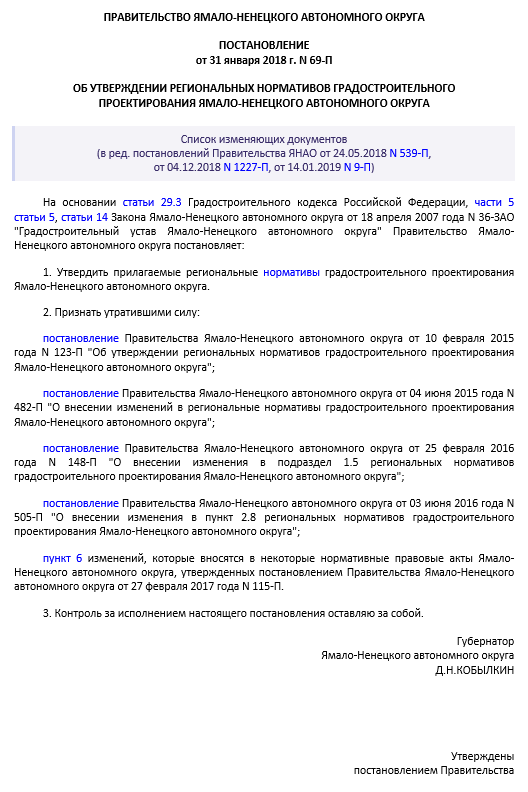 ПРАВИТЕЛЬСТВО ЯМАЛО-НЕНЕЦКОГО АВТОНОМНОГО ОКРУГА
ПОСТАНОВЛЕНИЕ
от 31 января 2018 г. N 69-П
ОБ УТВЕРЖДЕНИИ РЕГИОНАЛЬНЫХ НОРМАТИВОВ ГРАДОСТРОИТЕЛЬНОГО
ПРОЕКТИРОВАНИЯ ЯМАЛО-НЕНЕЦКОГО АВТОНОМНОГО ОКРУГА
Список изменяющих документов
(в ред. постановлений Правительства ЯНАО от 24.05.2018 N 539-П,
от 04.12.2018 N 1227-П, от 14.01.2019 N 9-П)
На основании статьи 29.3 Градостроительного кодекса Российской Федерации, части 5
статьи 5, статьи 14 Закона Ямало-Ненецкого автономного округа от 18 апреля 2007 года N 36-ЗАО
"Градостроительный устав Ямало-Ненецкого автономного округа" Правительство Ямало-
Ненецкого автономного округа постановляет:
1. Утвердить прилагаемые региональные нормативы градостроительного проектирования
Ямало-Ненецкого автономного округа.
2. Признать утратившими силу:
постановление Правительства Ямало-Ненецкого автономного округа от 10 февраля 2015
года N 123-П "Об утверждении региональных нормативов градостроительного проектирования
Ямало-Ненецкого автономного округа";
постановление Правительства Ямало-Ненецкого автономного округа от 04 июня 2015 года N
482-П "О внесении изменений в региональные нормативы градостроительного проектирования
Ямало-Ненецкого автономного округа";
постановление Правительства Ямало-Ненецкого автономного округа от 25 февраля 2016
года N 148-П "О внесении изменения в подраздел 1.5 региональных нормативов
градостроительного проектирования Ямало-Ненецкого автономного округа";
постановление Правительства Ямало-Ненецкого автономного округа от 03 июня 2016 года N
505-П "О внесении изменения в пункт 2.8 региональных нормативов градостроительного
проектирования Ямало-Ненецкого автономного округа";
пункт 6 изменений, которые вносятся в некоторые нормативные правовые акты Ямало-
Ненецкого автономного округа, утвержденных постановлением Правительства Ямало-Ненецкого
автономного округа от 27 февраля 2017 года N 115-П.
3. Контроль за исполнением настоящего постановления оставляю за собой.
Губернатор
Ямало-Ненецкого автономного округа
Д.Н.КОБЫЛКИН
Утверждены
постановлением Правительства